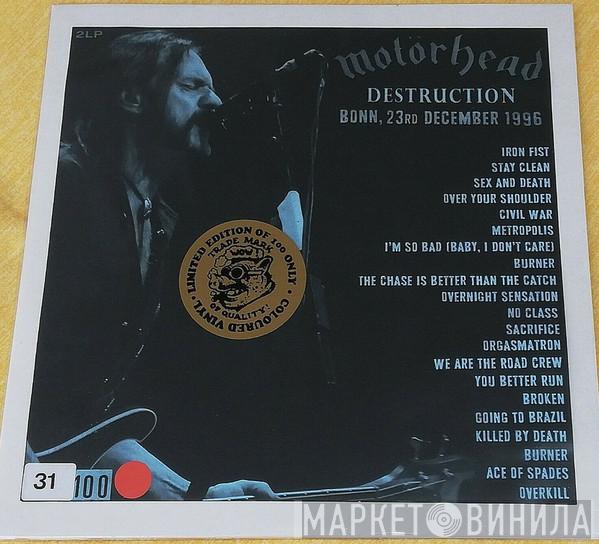 2LP
motörhead
DESTRUCTION
BONN, 23RD DECEMBER 1996
IRON FIST
STAY CLEAN
SEX AND DEATH
OVER YOUR SHOULDER
CIVIL WAR
METROPOLIS
I'M SO BAD (BABY, I DON'T CARE)
BURNER
THE CHASE IS BETTER THAN THE CATCH
OVERNIGHT SENSATION
NO CLASS
SACRIFICE
ORGASMATRON
WE ARE THE ROAD CREW
YOU BETTER RUN
BROKEN
GOING TO BRAZIL
KILLED BY DEATH
BURNER
ACE OF SPADES
OVERKILL
LIMITED EDITION OF 100 ONLY •
COLOURED VINYL •
TRADE MARK
WOW
OF QUALITY!
31 100
МАРКЕТ ВИНИЛА